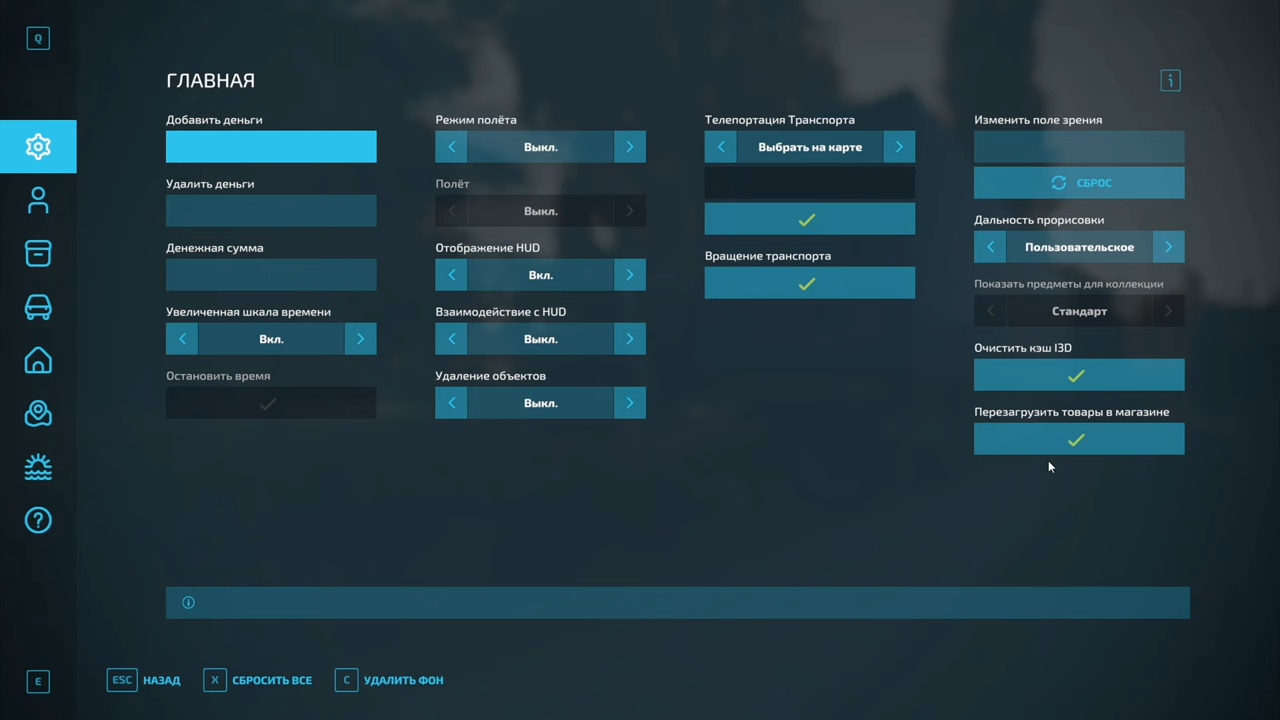 Q
ГЛАВНАЯ
Добавить деньги
Удалить деньги
Денежная сумма
Увеличенная шкала времени
Вкл.
Остановить время
Режим полёта
Выкл.
Полёт
Выкл.
Отображение HUD
Вкл.
Взаимодействие с HUD
Выкл.
Удаление объектов
Выкл.
Телепортация Транспорта
Выбрать на карте
Вращение транспорта
Изменить поле зрения
СБРОС
Дальность прорисовки
Пользовательское
Показать предметы для коллекции
Стандарт
Очистить кэш I3D
Перезагрузить товары в магазине
E
ESC НАЗАД
X СБРОСИТЬ ВСЕ
C УДАЛИТЬ ФОН